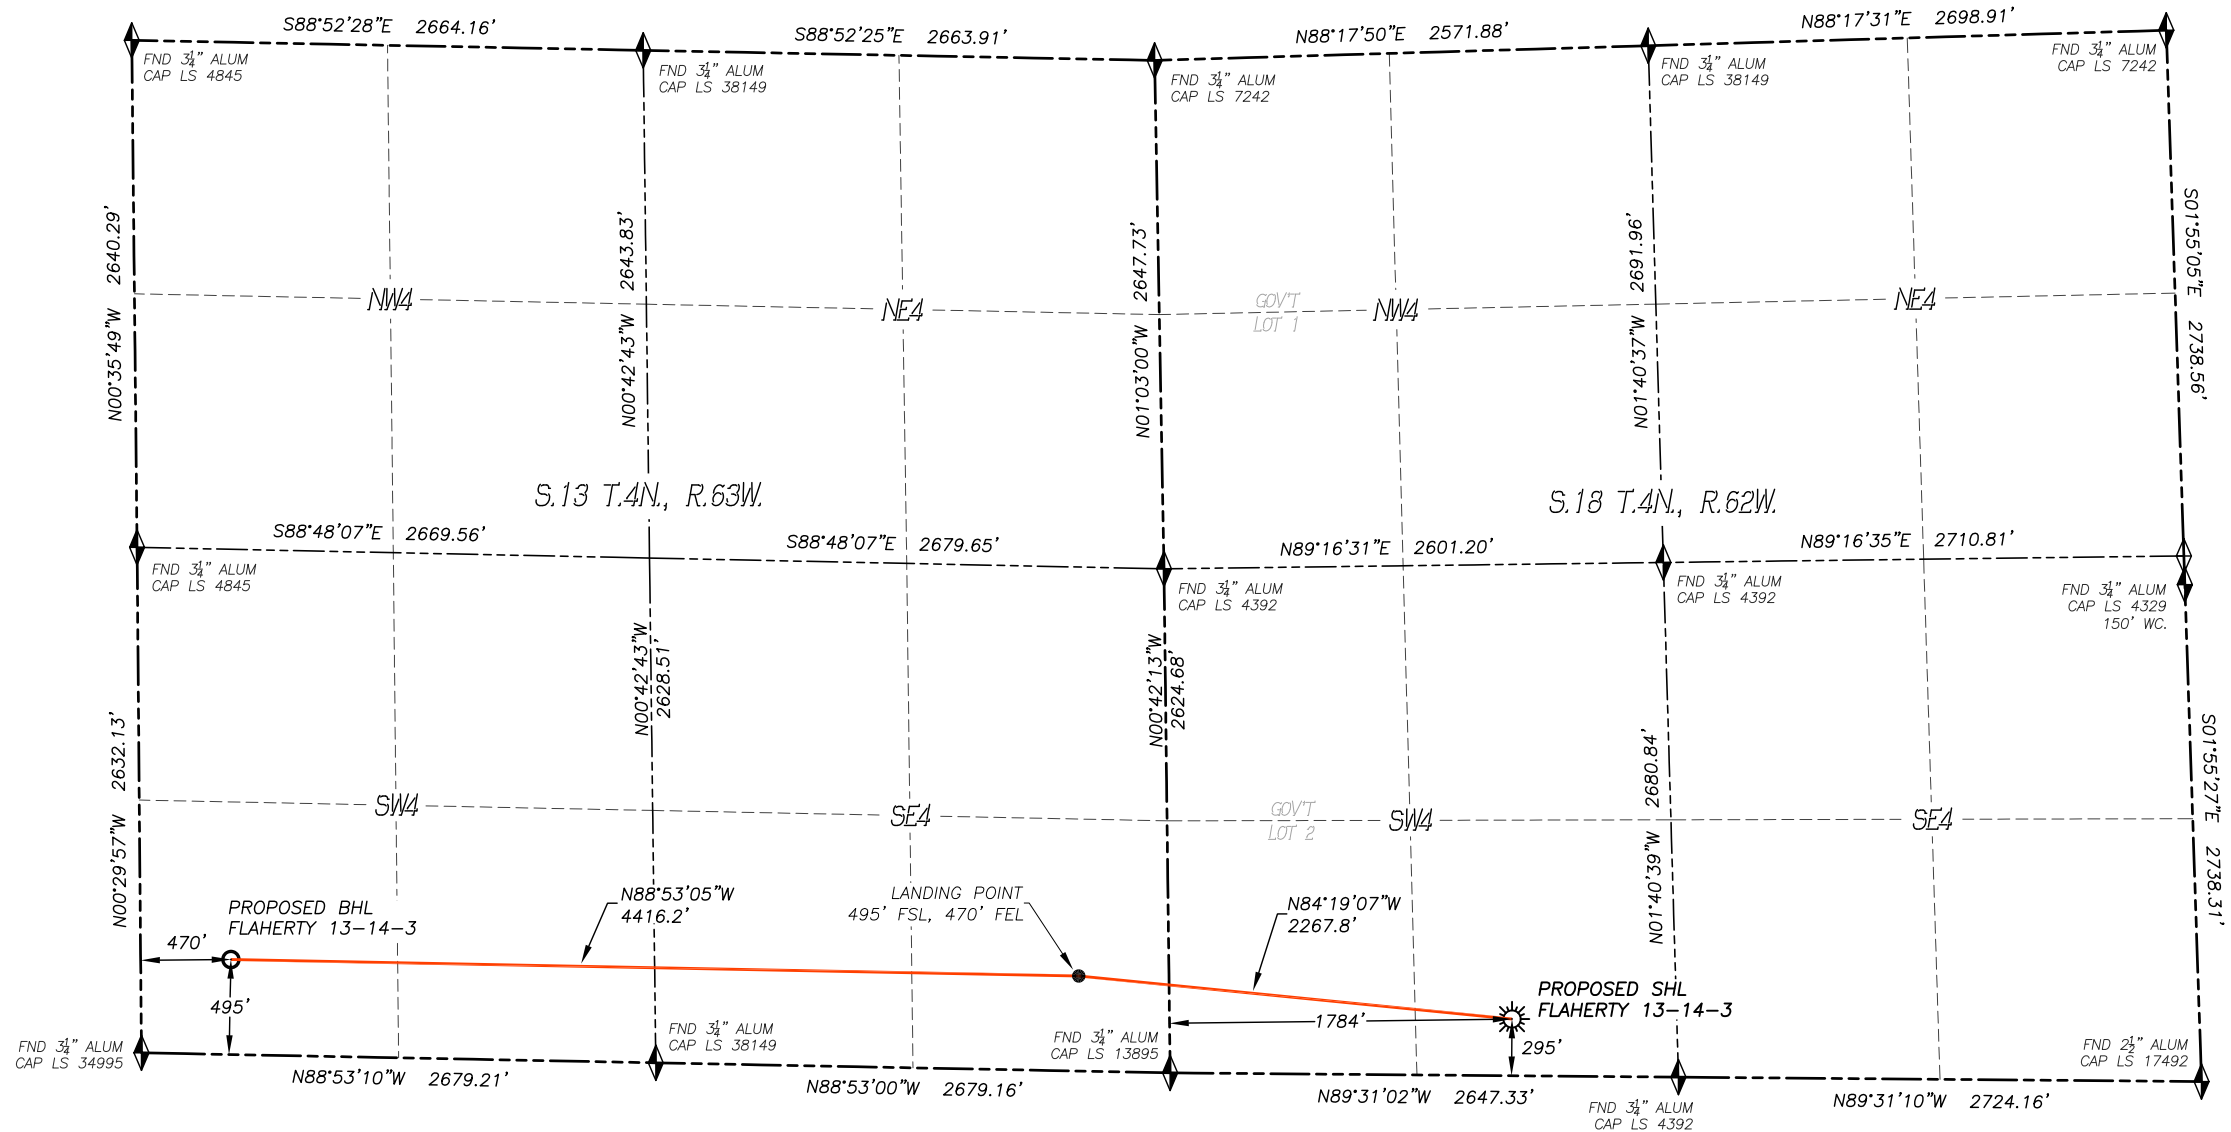 S88°52'28"E 2664.16'
S88°52'25"E 2663.91'
N88°17'50"E 2571.88'
N88°17'31"E 2698.91'
FND 3¼" ALUM
CAP LS 4845
FND 3¼" ALUM
CAP LS 38149
FND 3¼" ALUM
CAP LS 7242
FND 3¼" ALUM
CAP LS 38149
FND 3¼" ALUM
CAP LS 7242
N00°35'49"W 2640.29'
N00°42'43"W 2643.83'
N01°03'00"W 2647.73'
N01°40'37"W 2691.96'
S01°55'05"E 2738.56'
NW4
NE4
GOV'T
LOT 1
NW4
NE4
S.13 T.4N., R.63W.
S.18 T.4N., R.62W.
S88°48'07"E 2669.56'
S88°48'07"E 2679.65'
N89°16'31"E 2601.20'
N89°16'35"E 2710.81'
FND 3¼" ALUM
CAP LS 4845
FND 3¼" ALUM
CAP LS 4392
FND 3¼" ALUM
CAP LS 4392
FND 3¼" ALUM
CAP LS 4329
150' WC.
N00°29'57"W 2632.13'
N00°42'43"W
2628.51'
N00°42'13"W
2624.68'
N01°40'39"W 2680.84'
S01°55'27"E 2738.31'
SW4
SE4
GOV'T
LOT 2
SW4
SE4
PROPOSED BHL
FLAHERTY 13-14-3
470'
495'
N88°53'05"W
4416.2'
LANDING POINT
495' FSL, 470' FEL
N84°19'07"W
2267.8'
PROPOSED SHL
FLAHERTY 13-14-3
1784'
295'
FND 3¼" ALUM
CAP LS 34995
FND 3¼" ALUM
CAP LS 38149
FND 3¼" ALUM
CAP LS 13895
FND 3¼" ALUM
CAP LS 4392
FND 2½" ALUM
CAP LS 17492
N88°53'10"W 2679.21'
N88°53'00"W 2679.16'
N89°31'02"W 2647.33'
N89°31'10"W 2724.16'